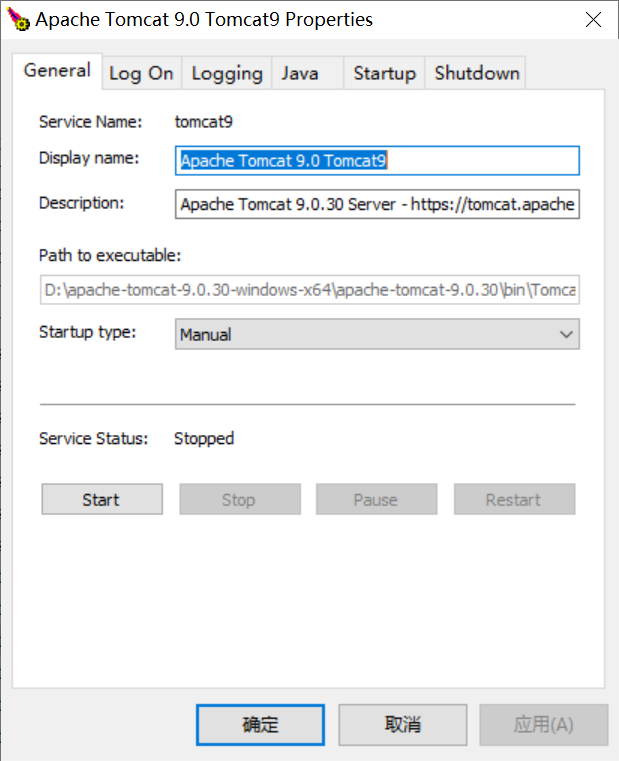 Apache Tomcat 9.0 Tomcat9 Properties
General Log On Logging Java Startup Shutdown
Service Name: tomcat9
Display name: Apache Tomcat 9.0 Tomcat9
Description: Apache Tomcat 9.0.30 Server - https://tomcat.apache
Path to executable:
D:\apache-tomcat-9.0.30-windows-x64\apache-tomcat-9.0.30\bin\Tomca
Startup type: Manual
Service Status: Stopped
Start Stop Pause Restart
确定 取消 应用(A)